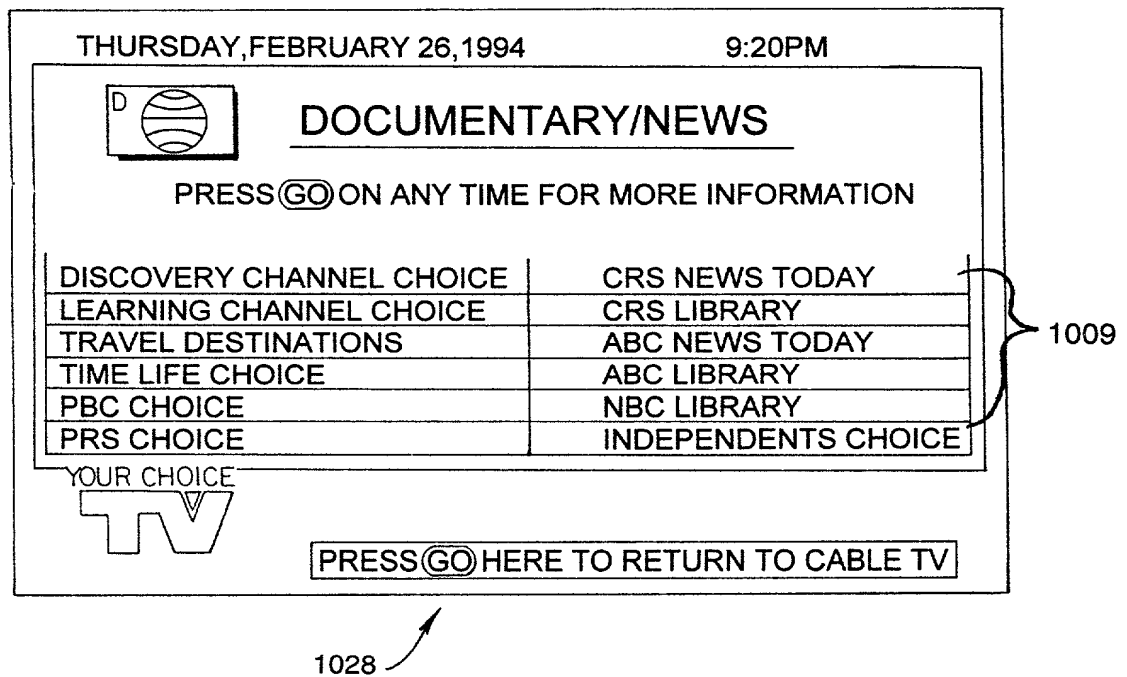 THURSDAY,FEBRUARY 26,1994 9:20PM
D
DOCUMENTARY/NEWS
PRESS GO ON ANY TIME FOR MORE INFORMATION
DISCOVERY CHANNEL CHOICE CRS NEWS TODAY
LEARNING CHANNEL CHOICE CRS LIBRARY
TRAVEL DESTINATIONS ABC NEWS TODAY
TIME LIFE CHOICE ABC LIBRARY
PBC CHOICE NBC LIBRARY
PRS CHOICE INDEPENDENTS CHOICE
1009
YOUR CHOICE
TV
PRESS GO HERE TO RETURN TO CABLE TV
1028